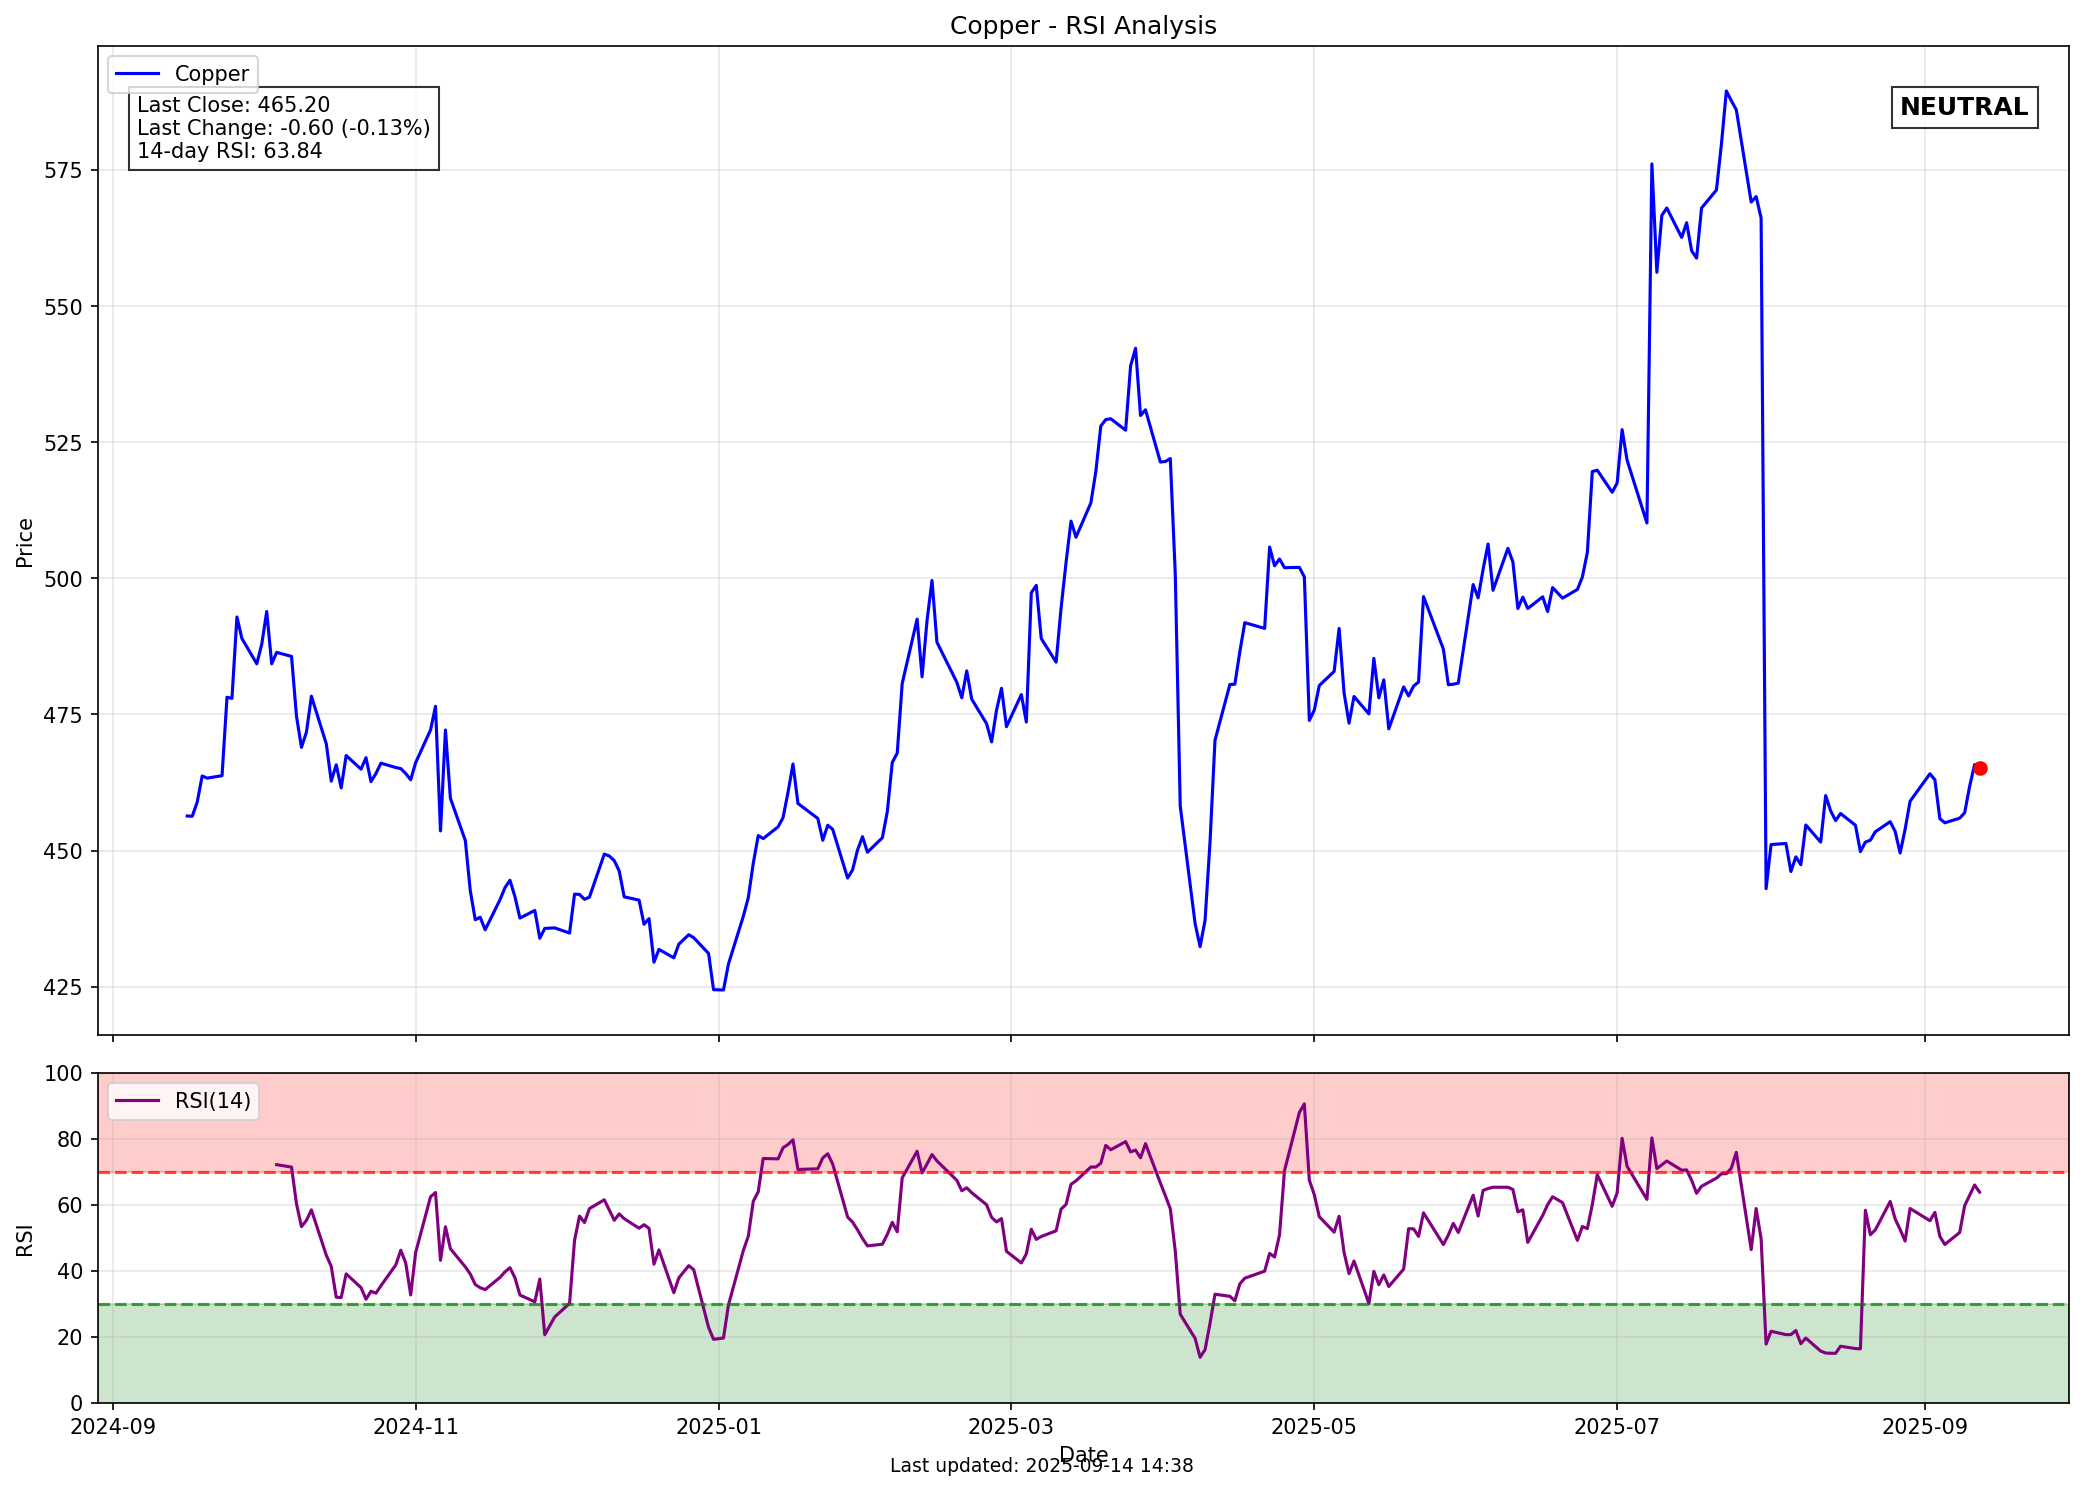 Copper - RSI Analysis
Copper
Last Close: 465.20
Last Change: -0.60 (-0.13%)
14-day RSI: 63.84
NEUTRAL
575
550
525
500
475
450
425
Price
100
80
60
40
20
0
RSI
RSI(14)
2024-09
2024-11
2025-01
2025-03
2025-05
2025-07
2025-09
Date
Last updated: 2025-09-14 14:38